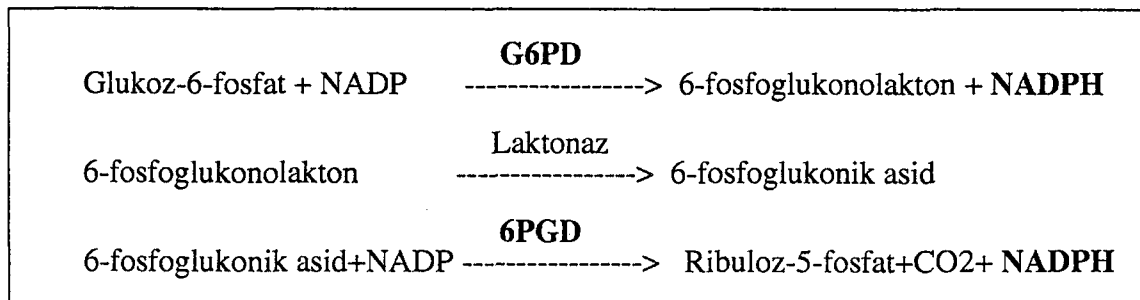 G6PD
Glukoz-6-fosfat + NADP -----------------> 6-fosfoglukonolakton + NADPH
Laktonaz
6-fosfoglukonolakton -----------------> 6-fosfoglukonik asid
6PGD
6-fosfoglukonik asid+NADP -----------------> Ribuloz-5-fosfat+CO2+ NADPH